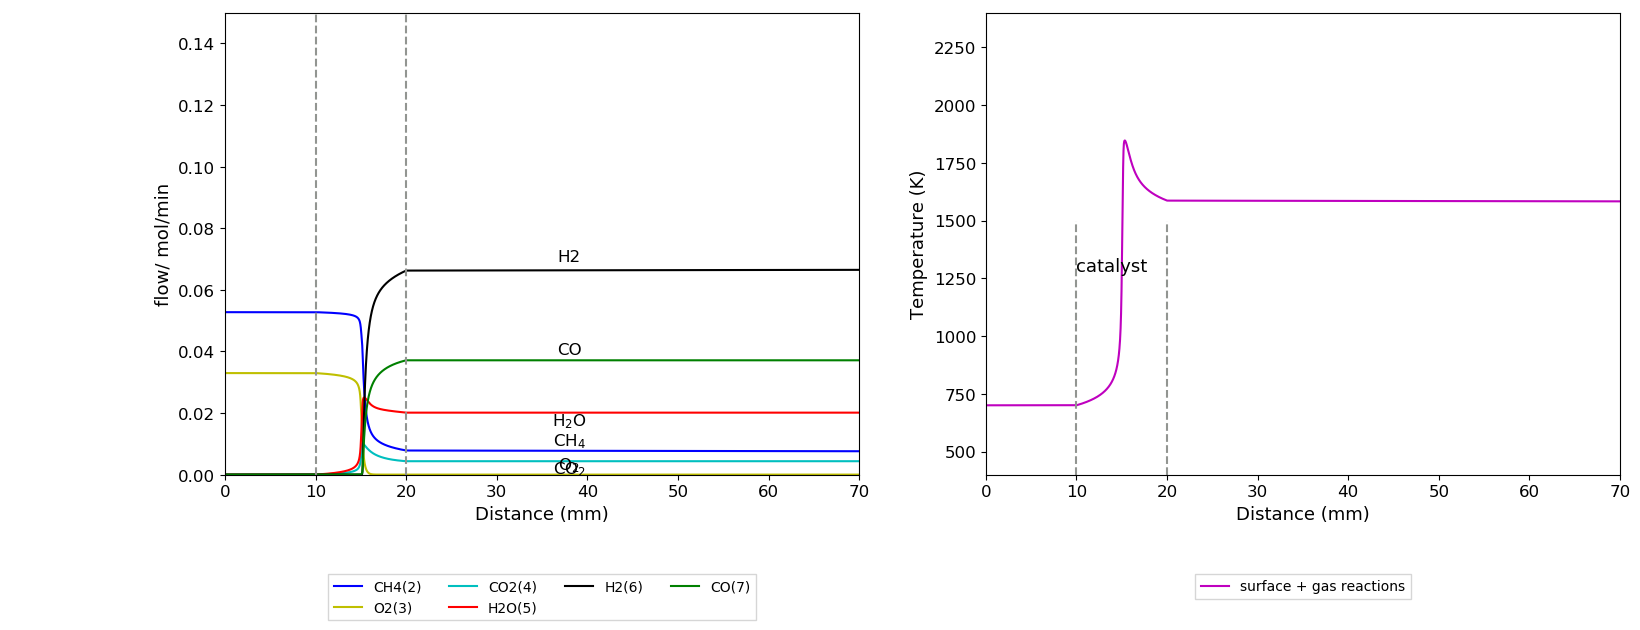 0.14
0.12
0.10
0.08
0.06
0.04
0.02
0.00
flow/ mol/min
H2
CO
H₂O
CH₄
O₂
CO₂
0 10 20 30 40 50 60 70
Distance (mm)
CH4(2) CO2(4) H2(6) CO(7)
O2(3) H2O(5)
2250
2000
1750
1500
1250
1000
750
500
Temperature (K)
catalyst
0 10 20 30 40 50 60 70
Distance (mm)
surface + gas reactions